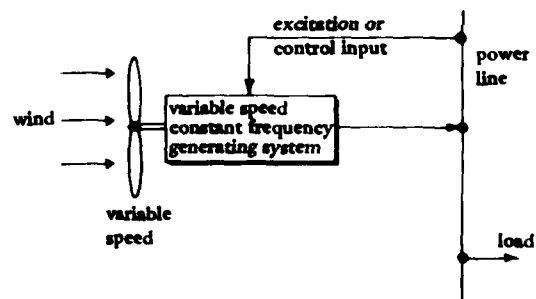 excitation or
control input
power
line
wind
variable speed
constant frequency
generating system
variable
speed
load